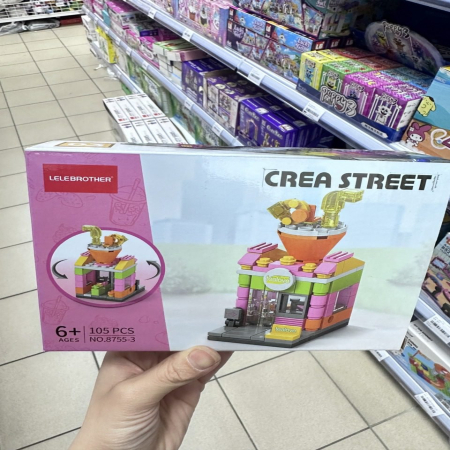 LELEBROTHER
CREA STREET
6+
AGES
105 PCS
NO.8755-3